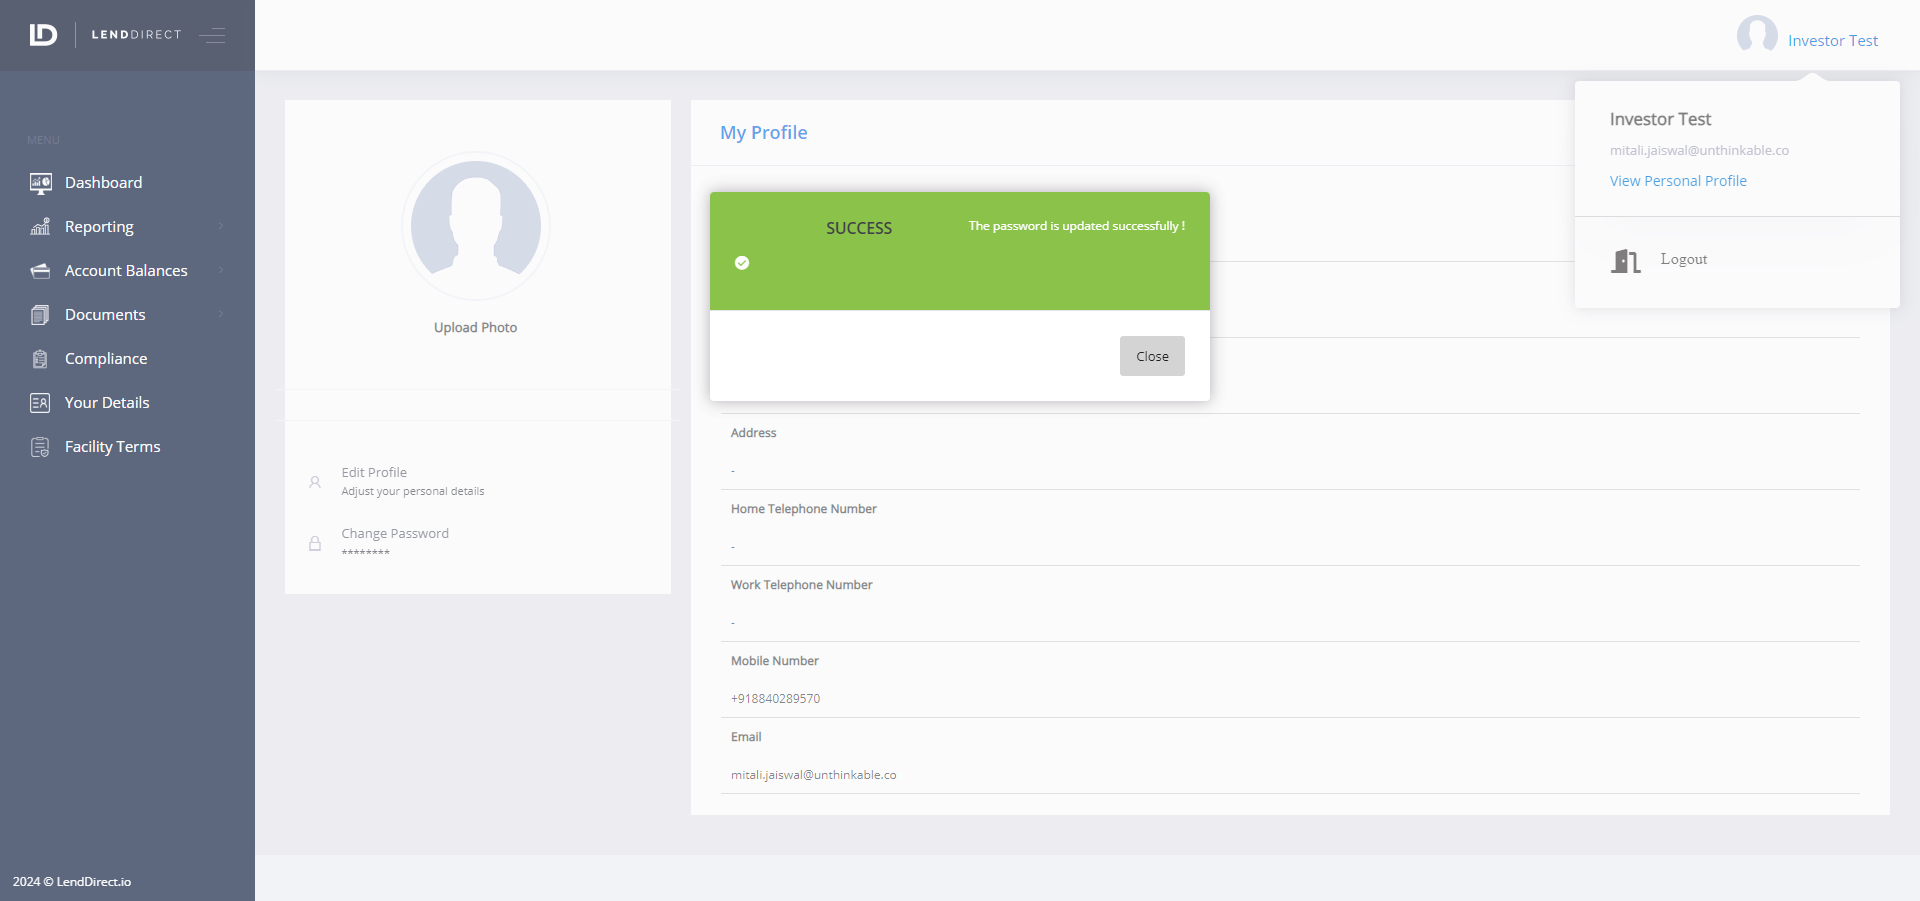 LD | LENDDIRECT
Investor Test
MENU
Dashboard
Reporting
Account Balances
Documents
Compliance
Your Details
Facility Terms
2024 © LendDirect.io
Upload Photo
Edit Profile
Adjust your personal details
Change Password
********
My Profile
SUCCESS
The password is updated successfully !
Close
Address
-
Home Telephone Number
-
Work Telephone Number
-
Mobile Number
+918840289570
Email
mitali.jaiswal@unthinkable.co
Investor Test
mitali.jaiswal@unthinkable.co
View Personal Profile
Logout